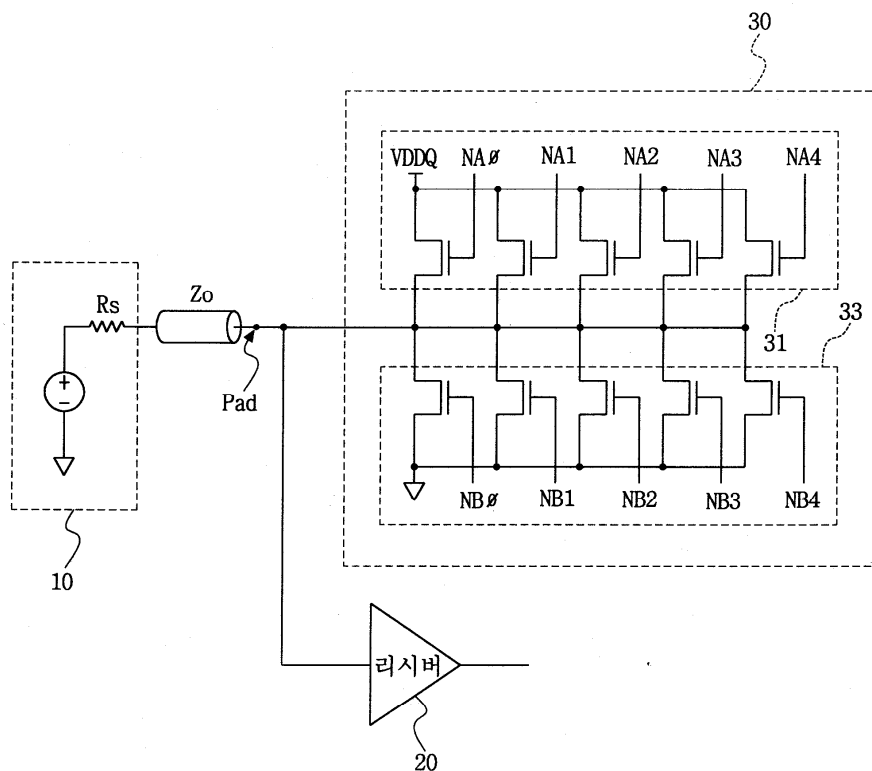 30
VDDQ NAø NA1 NA2 NA3 NA4
Rs Zo
Pad
31
33
NBø NB1 NB2 NB3 NB4
10
리시버
20